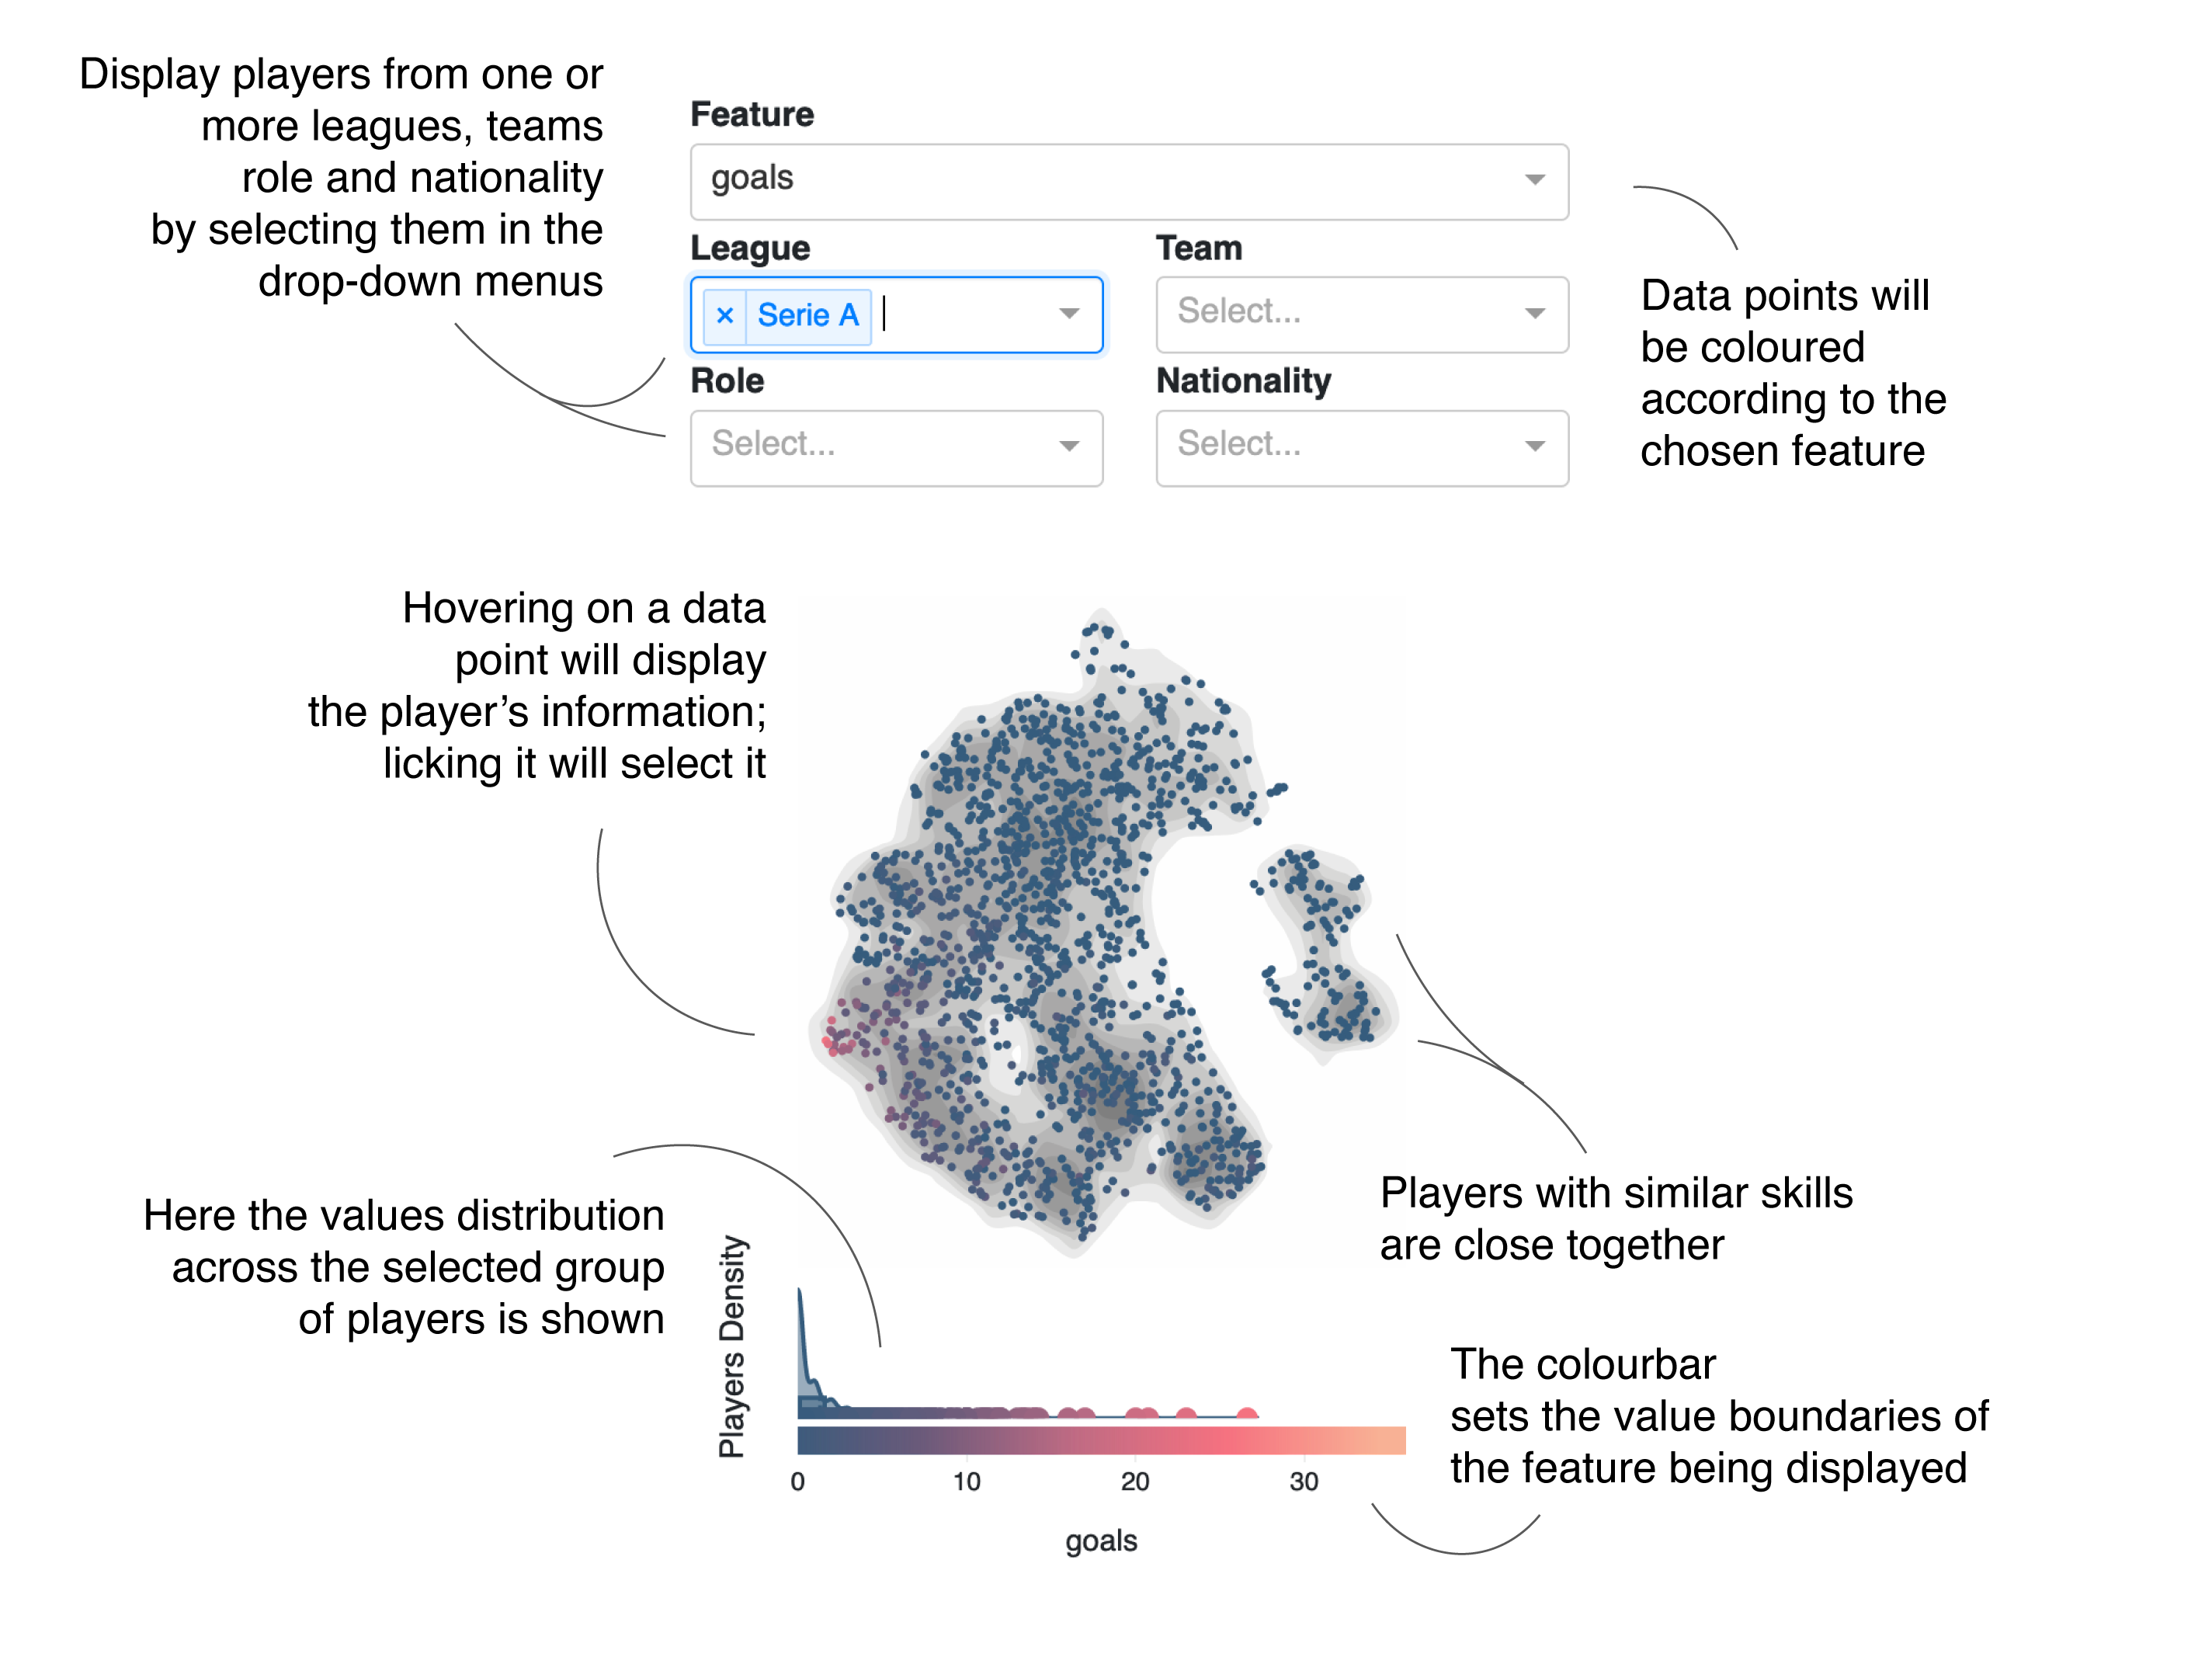 Display players from one or
more leagues, teams
role and nationality
by selecting them in the
drop-down menus
Feature
goals
League
Team
× Serie A
Select...
Role
Nationality
Select...
Select...
Data points will
be coloured
according to the
chosen feature
Hovering on a data
point will display
the player’s information;
licking it will select it
Players with similar skills
are close together
Here the values distribution
across the selected group
of players is shown
Players Density
0 10 20 30
goals
The colourbar
sets the value boundaries of
the feature being displayed